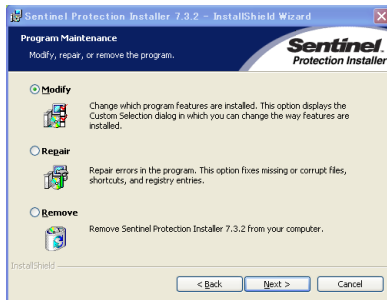 Sentinel Protection Installer 7.3.2 - InstallShield Wizard
Program Maintenance
Modify, repair, or remove the program.
Sentinel.
Protection Installer
Modify
Change which program features are installed. This option displays the
Custom Selection dialog in which you can change the way features are
installed.
Repair
Repair errors in the program. This option fixes missing or corrupt files,
shortcuts, and registry entries.
Remove
Remove Sentinel Protection Installer 7.3.2 from your computer.
InstallShield
< Back
Next >
Cancel